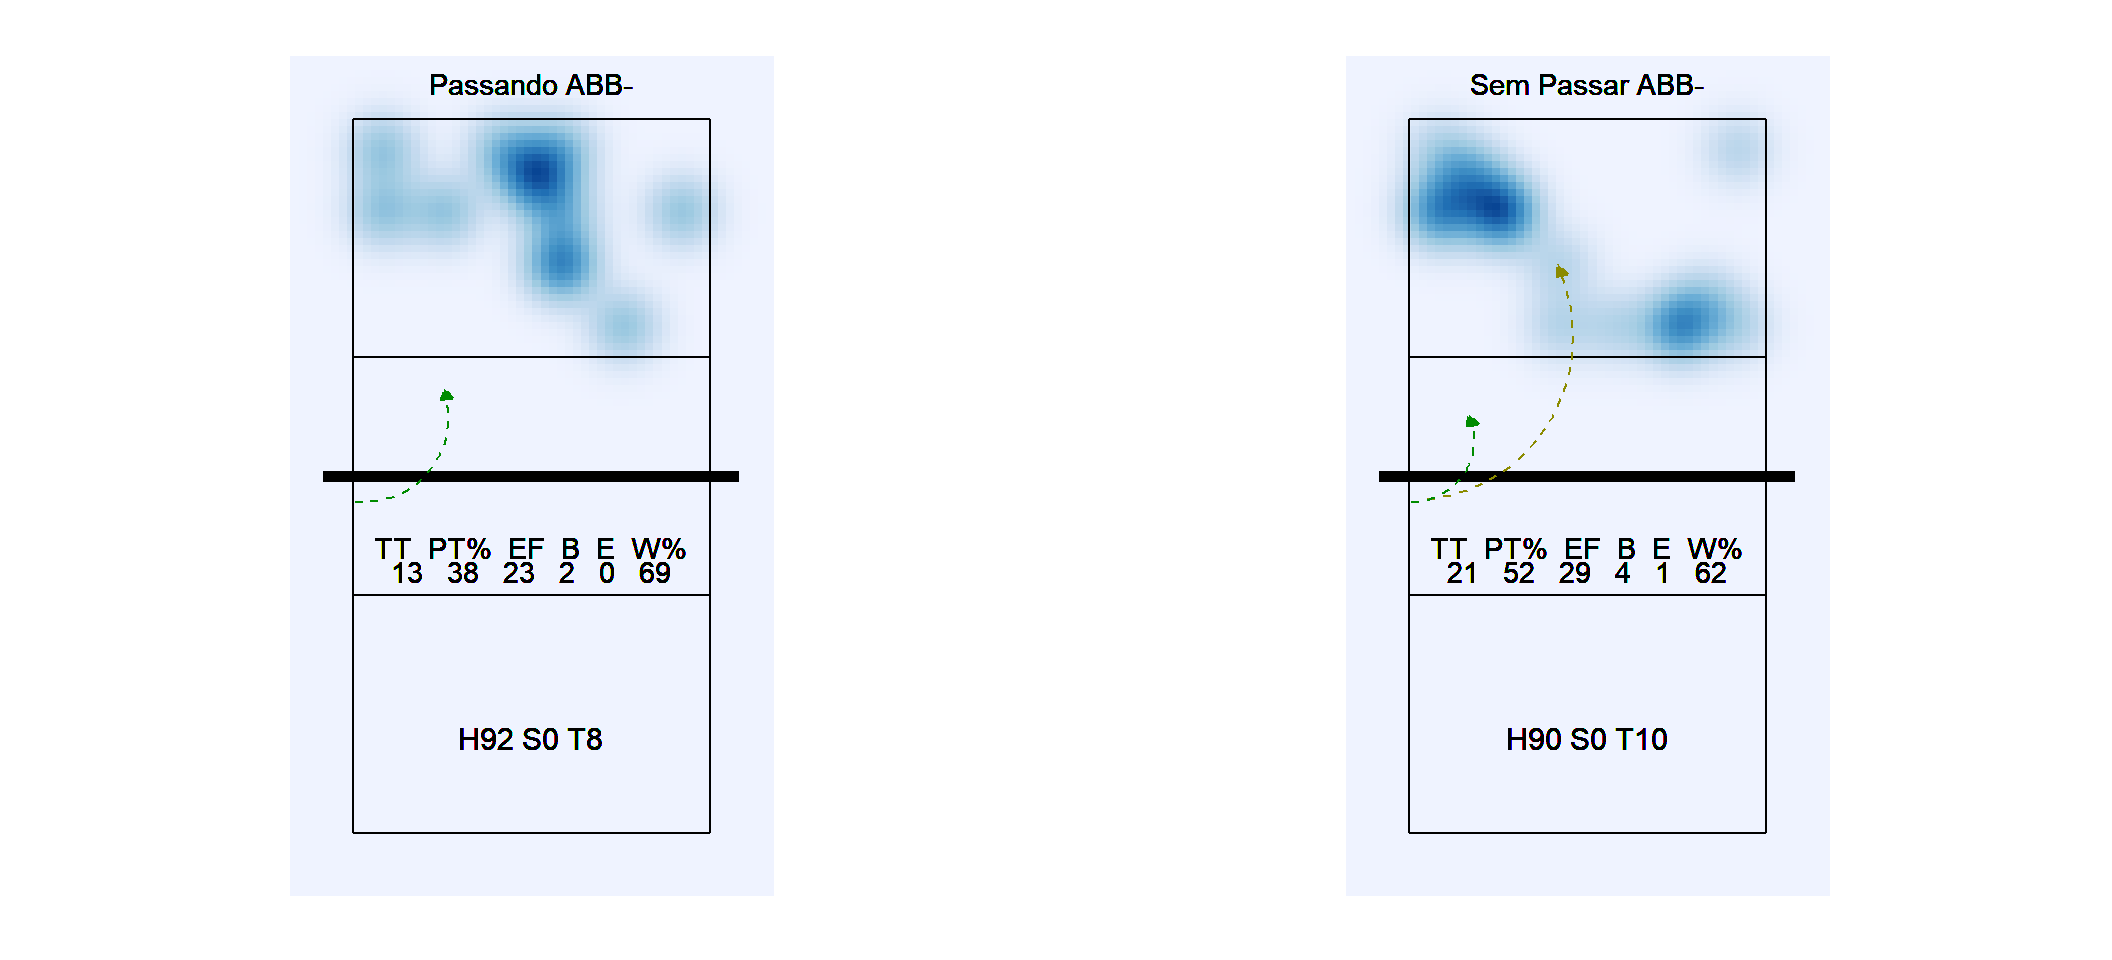 Passando ABB-
TT PT% EF B E W%
13 38 23 2 0 69
H92 S0 T8
Sem Passar ABB-
TT PT% EF B E W%
21 52 29 4 1 62
H90 S0 T10